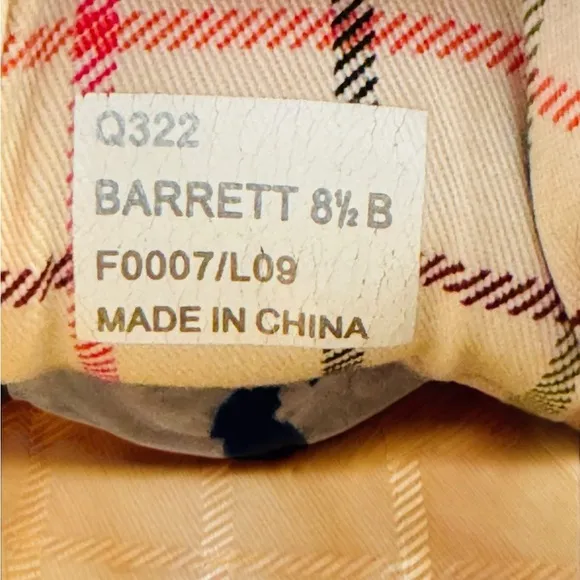 Q322
BARRETT 8½ B
F0007/L09
MADE IN CHINA